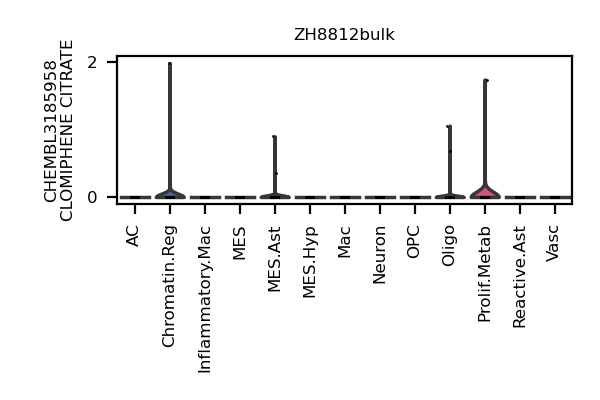 ZH8812bulk
CHEMBL3185958
CLOMIPHENE CITRATE
2
0
AC
Chromatin.Reg
Inflammatory.Mac
MES
MES.Ast
MES.Hyp
Mac
Neuron
OPC
Oligo
Prolif.Metab
Reactive.Ast
Vasc